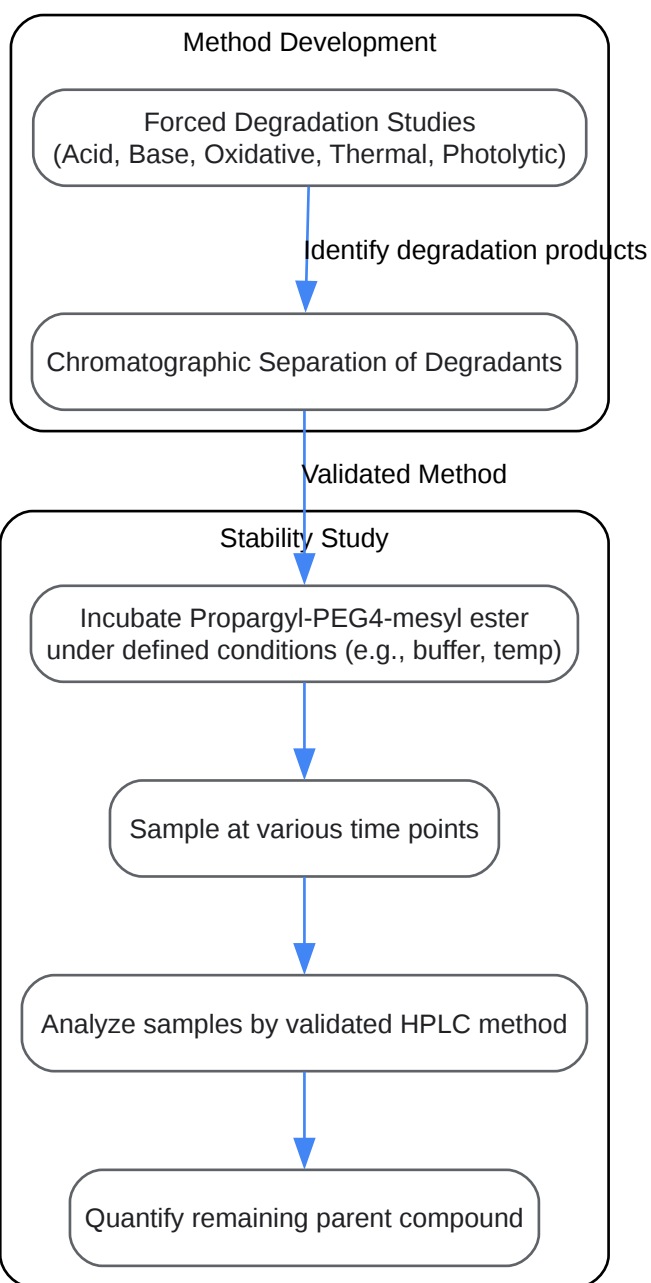 Method Development
Forced Degradation Studies
(Acid, Base, Oxidative, Thermal, Photolytic)
Identify degradation products
Chromatographic Separation of Degradants
Validated Method
Stability Study
Incubate Propargyl-PEG4-mesyl ester
under defined conditions (e.g., buffer, temp)
Sample at various time points
Analyze samples by validated HPLC method
Quantify remaining parent compound